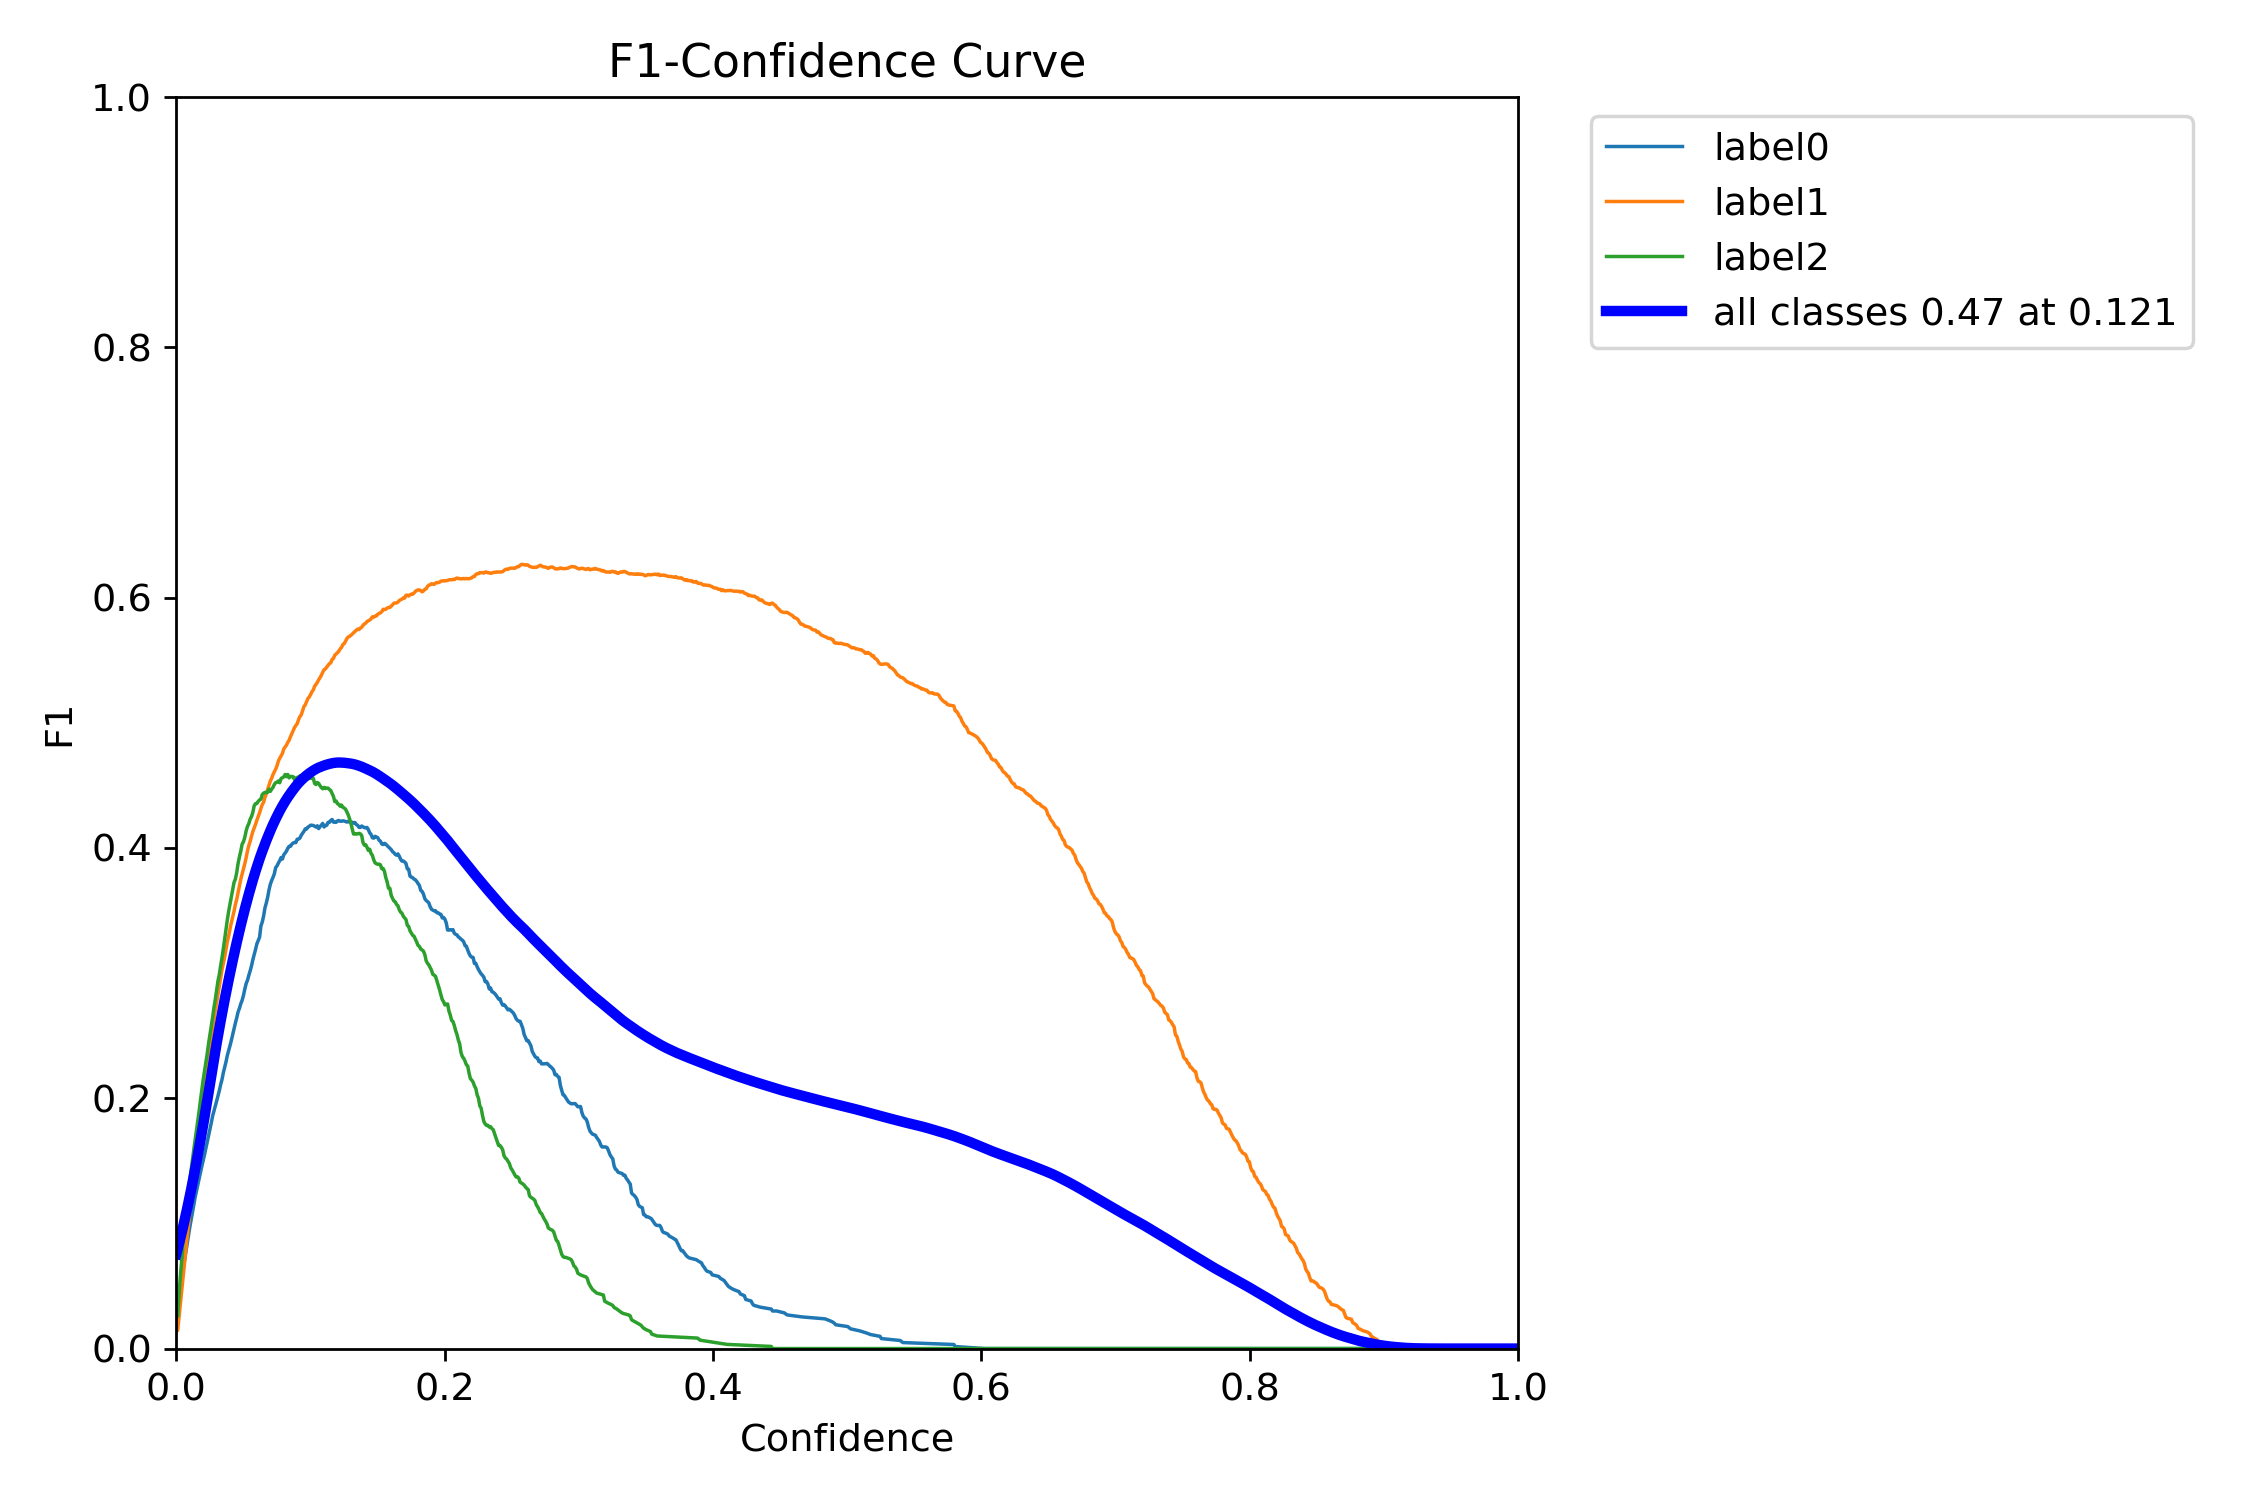 F1-Confidence Curve
1.0
0.8
0.6
0.4
0.2
0.0
F1
0.0 0.2 0.4 0.6 0.8 1.0
Confidence
label0
label1
label2
all classes 0.47 at 0.121